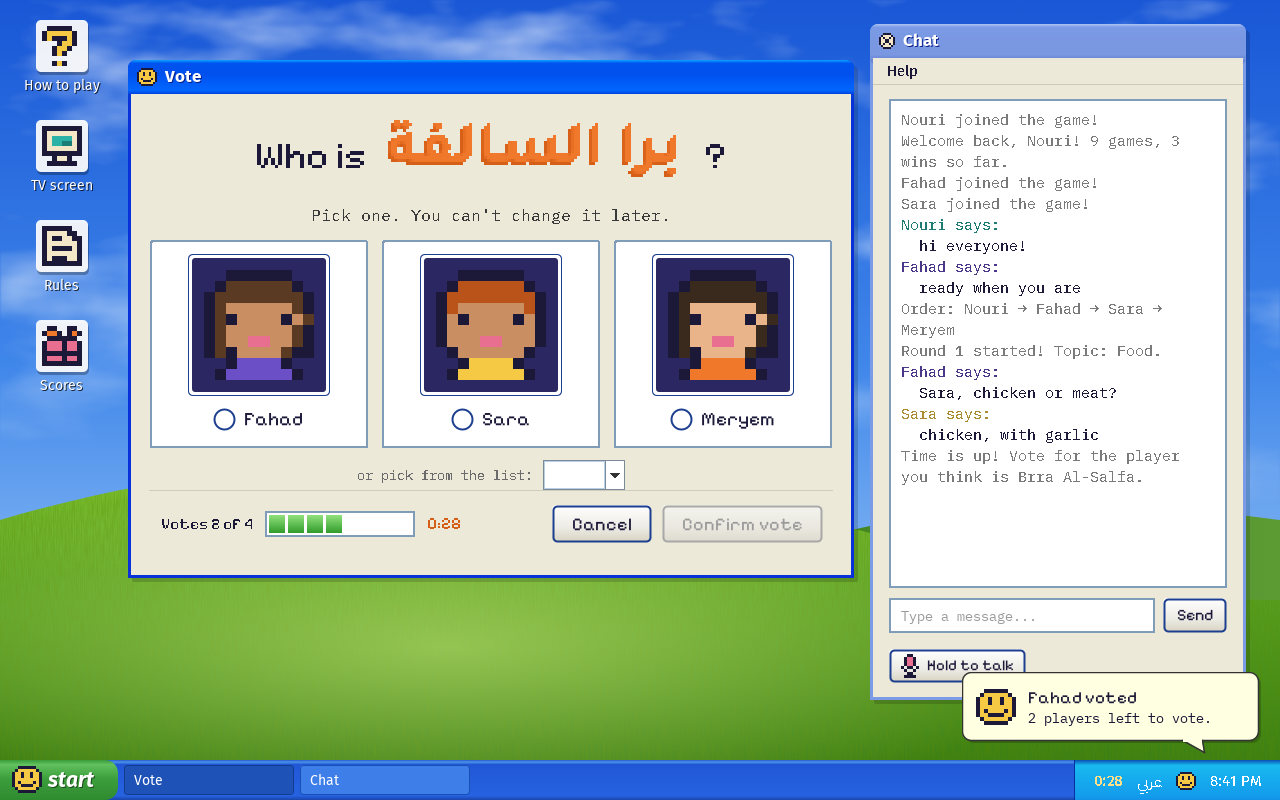 How to play
TV screen
Rules
Scores
Vote
Who is برا السالفة ?
Pick one. You can't change it later.
Fahad
Sara
Meryem
or pick from the list:
Votes 2 of 4
0:28
Cancel
Confirm vote
Chat
Help
Nouri joined the game!
Welcome back, Nouri! 9 games, 3
wins so far.
Fahad joined the game!
Sara joined the game!
Nouri says:
hi everyone!
Fahad says:
ready when you are
Order: Nouri → Fahad → Sara →
Meryem
Round 1 started! Topic: Food.
Fahad says:
Sara, chicken or meat?
Sara says:
chicken, with garlic
Time is up! Vote for the player
you think is Brra Al-Salfa.
Type a message...
Send
Hold to talk
Fahad voted
2 players left to vote.
start
Vote
Chat
0:28
عربي
8:41 PM